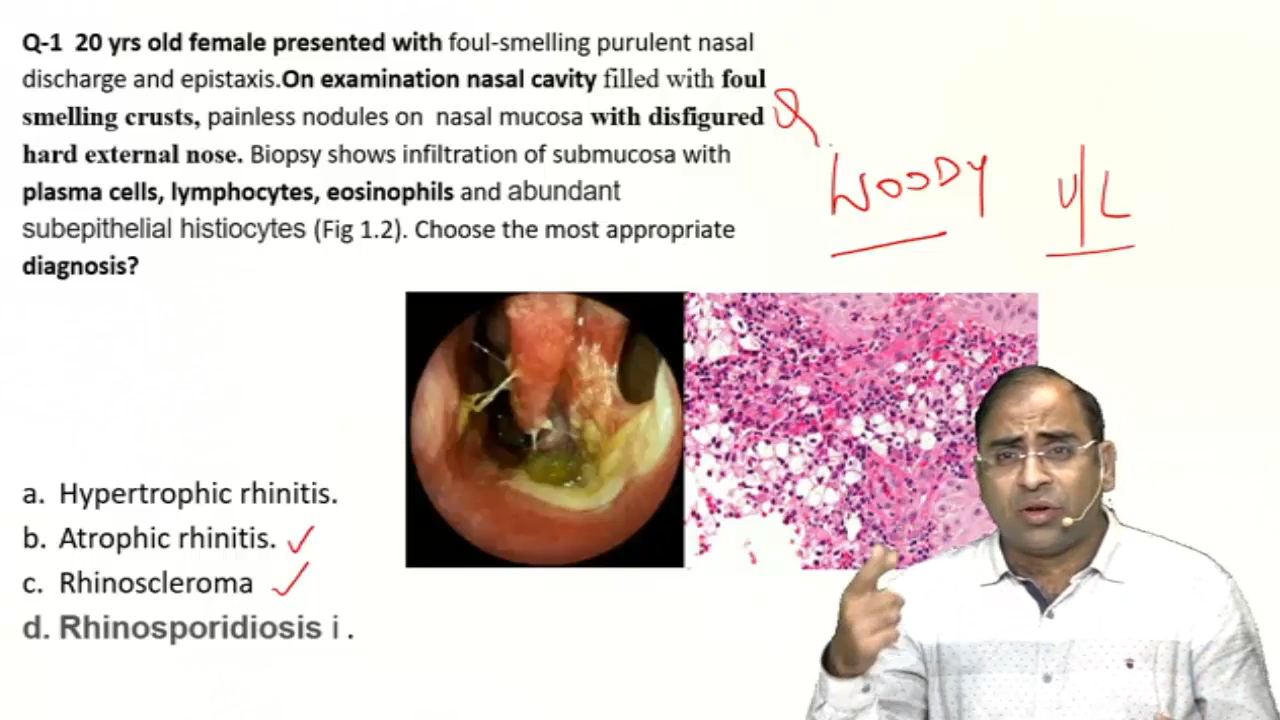 Q-1 20 yrs old female presented with foul-smelling purulent nasal
discharge and epistaxis.On examination nasal cavity filled with foul
smelling crusts, painless nodules on nasal mucosa with disfigured
hard external nose. Biopsy shows infiltration of submucosa with
plasma cells, lymphocytes, eosinophils and abundant
subepithelial histiocytes (Fig 1.2). Choose the most appropriate
diagnosis?
WOODY U/L
a. Hypertrophic rhinitis.
b. Atrophic rhinitis.
c. Rhinoscleroma
d. Rhinosporidiosis i .